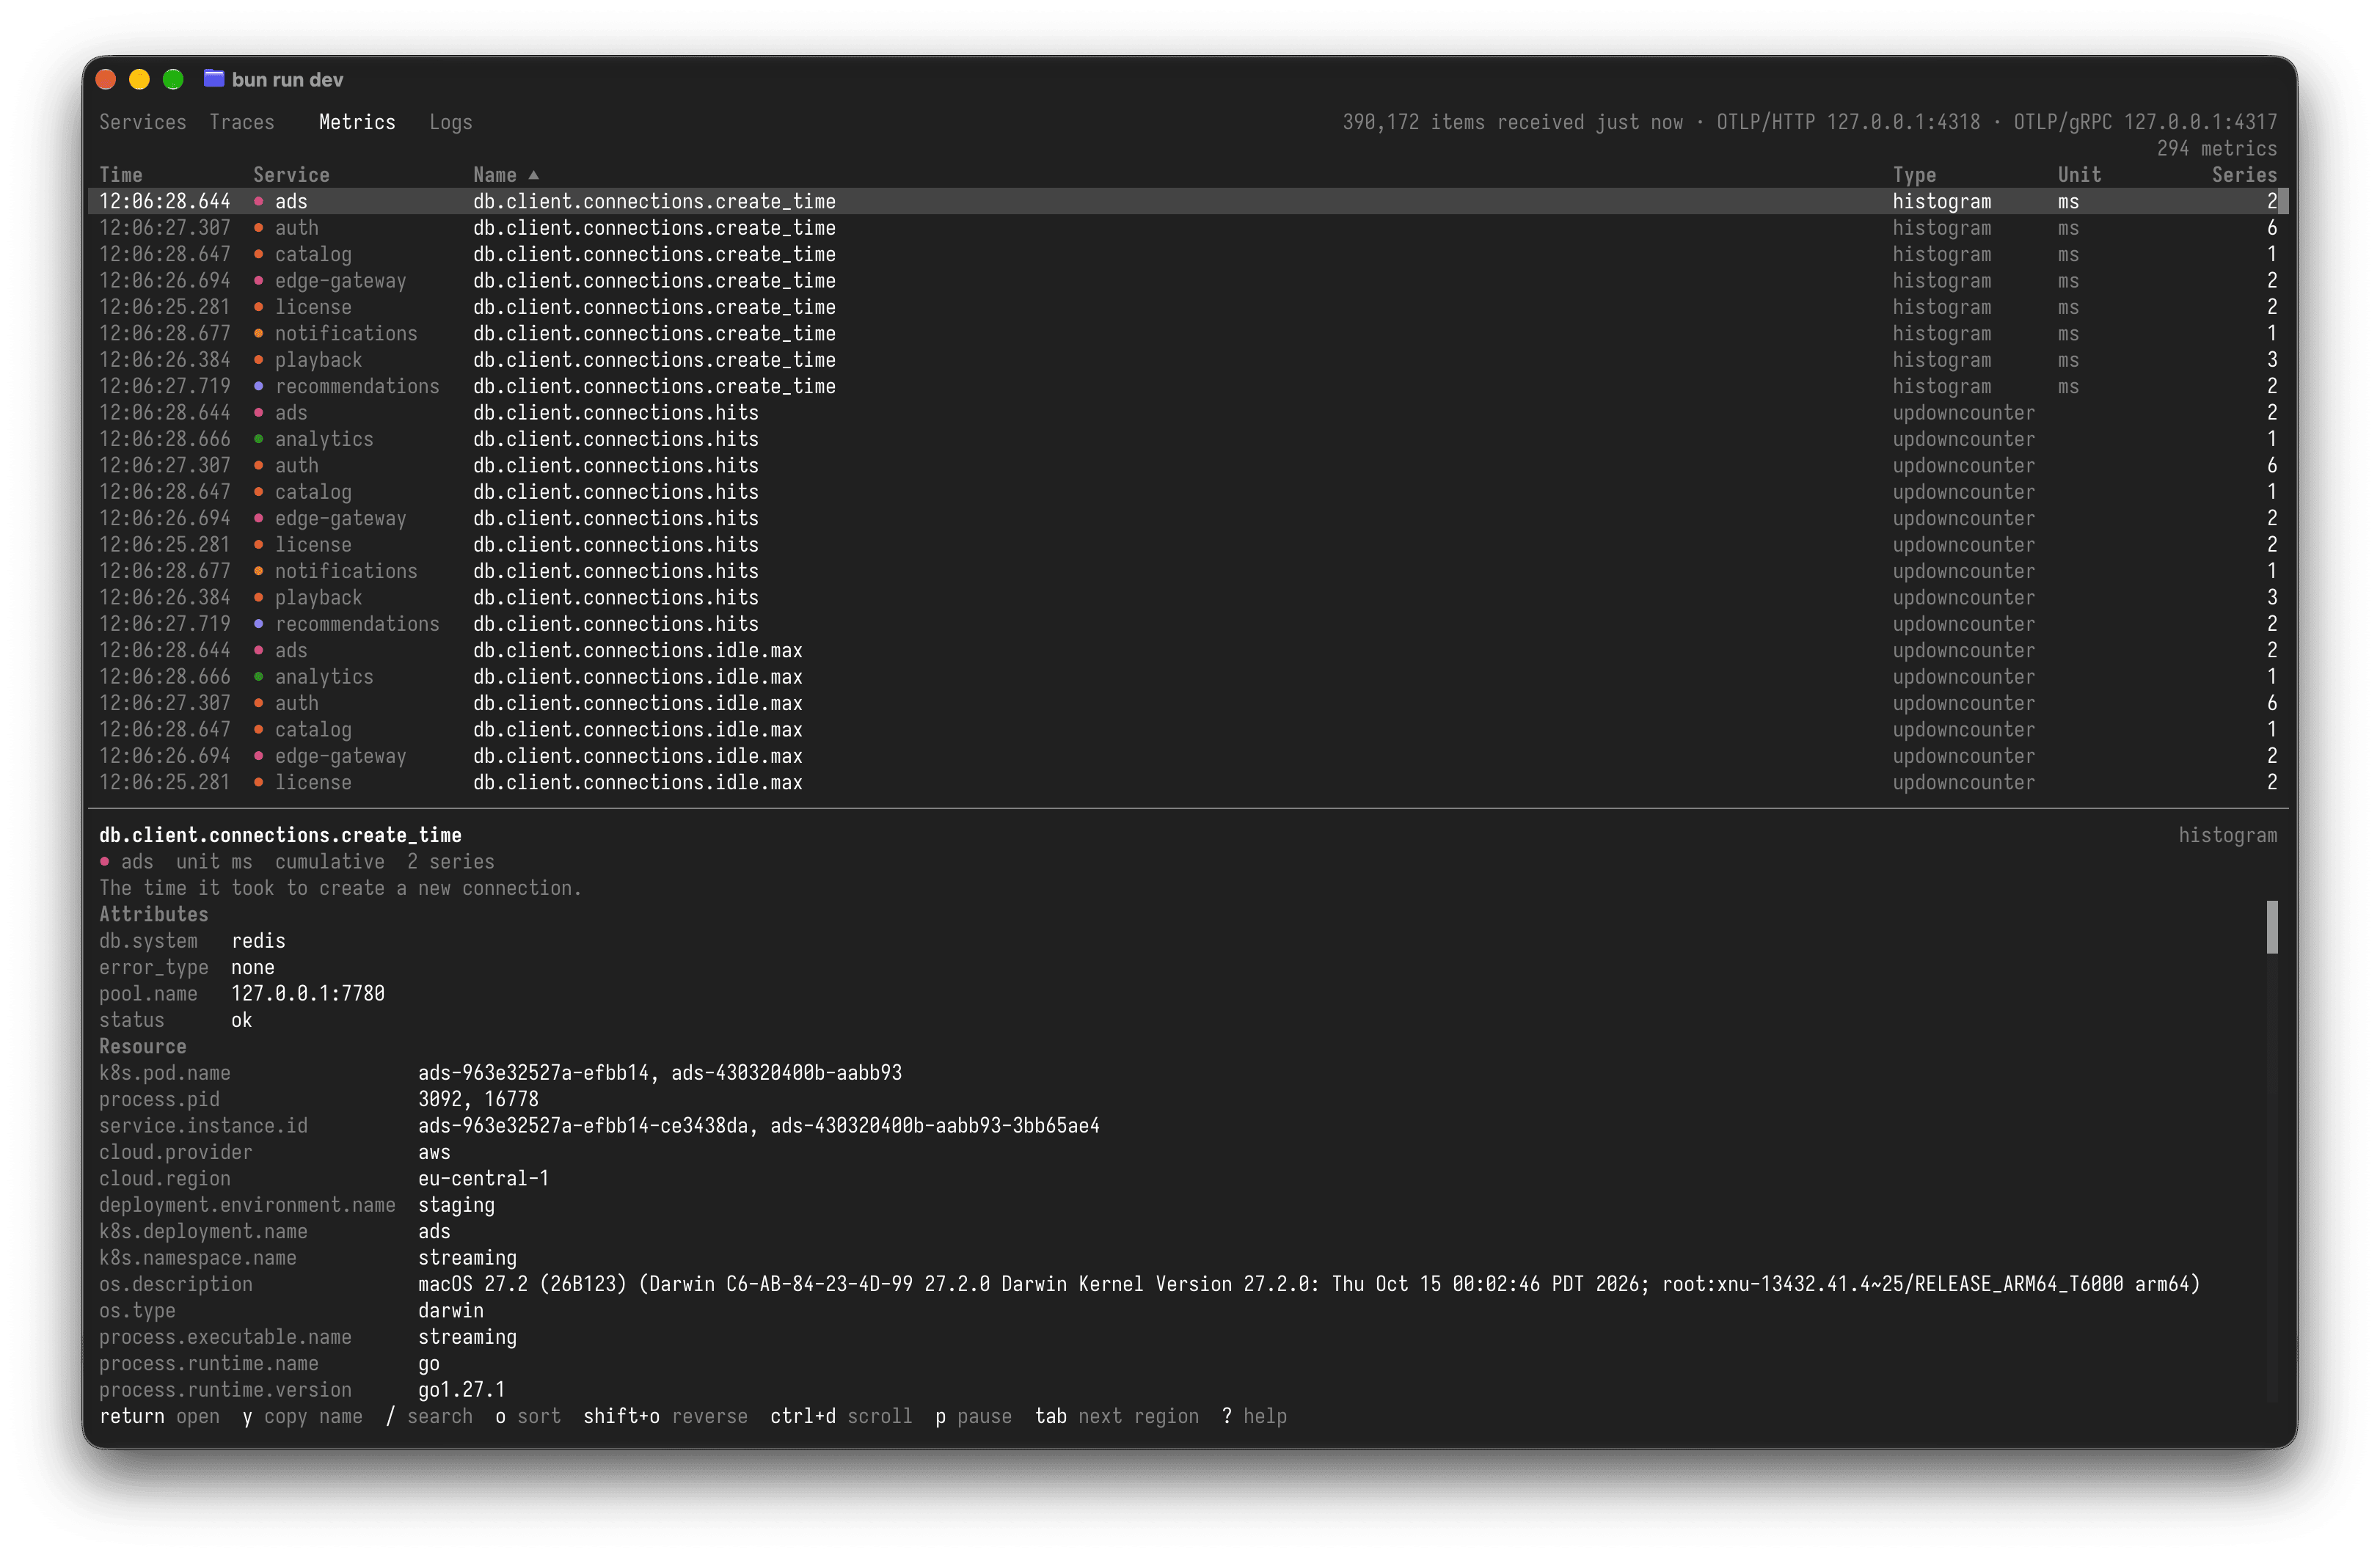 bun run dev
Services Traces Metrics Logs 390,172 items received just now · OTLP/HTTP 127.0.0.1:4318 · OTLP/gRPC 127.0.0.1:4317
294 metrics
Time Service Name ▲ Type Unit Series
12:06:28.644 ● ads db.client.connections.create_time histogram ms 2
12:06:27.307 ● auth db.client.connections.create_time histogram ms 6
12:06:28.647 ● catalog db.client.connections.create_time histogram ms 1
12:06:26.694 ● edge-gateway db.client.connections.create_time histogram ms 2
12:06:25.281 ● license db.client.connections.create_time histogram ms 2
12:06:28.677 ● notifications db.client.connections.create_time histogram ms 1
12:06:26.384 ● playback db.client.connections.create_time histogram ms 3
12:06:27.719 ● recommendations db.client.connections.create_time histogram ms 2
12:06:28.644 ● ads db.client.connections.hits updowncounter 2
12:06:28.666 ● analytics db.client.connections.hits updowncounter 1
12:06:27.307 ● auth db.client.connections.hits updowncounter 6
12:06:28.647 ● catalog db.client.connections.hits updowncounter 1
12:06:26.694 ● edge-gateway db.client.connections.hits updowncounter 2
12:06:25.281 ● license db.client.connections.hits updowncounter 2
12:06:28.677 ● notifications db.client.connections.hits updowncounter 1
12:06:26.384 ● playback db.client.connections.hits updowncounter 3
12:06:27.719 ● recommendations db.client.connections.hits updowncounter 2
12:06:28.644 ● ads db.client.connections.idle.max updowncounter 2
12:06:28.666 ● analytics db.client.connections.idle.max updowncounter 1
12:06:27.307 ● auth db.client.connections.idle.max updowncounter 6
12:06:28.647 ● catalog db.client.connections.idle.max updowncounter 1
12:06:26.694 ● edge-gateway db.client.connections.idle.max updowncounter 2
12:06:25.281 ● license db.client.connections.idle.max updowncounter 2
db.client.connections.create_time histogram
● ads unit ms cumulative 2 series
The time it took to create a new connection.
Attributes
db.system redis
error_type none
pool.name 127.0.0.1:7780
status ok
Resource
k8s.pod.name ads-963e32527a-efbb14, ads-430320400b-aabb93
process.pid 3092, 16778
service.instance.id ads-963e32527a-efbb14-ce3438da, ads-430320400b-aabb93-3bb65ae4
cloud.provider aws
cloud.region eu-central-1
deployment.environment.name staging
k8s.deployment.name ads
k8s.namespace.name streaming
os.description macOS 27.2 (26B123) (Darwin C6-AB-84-23-4D-99 27.2.0 Darwin Kernel Version 27.2.0: Thu Oct 15 00:02:46 PDT 2026; root:xnu-13432.41.4~25/RELEASE_ARM64_T6000 arm64)
os.type darwin
process.executable.name streaming
process.runtime.name go
process.runtime.version go1.27.1
return open y copy name / search o sort shift+o reverse ctrl+d scroll p pause tab next region ? help